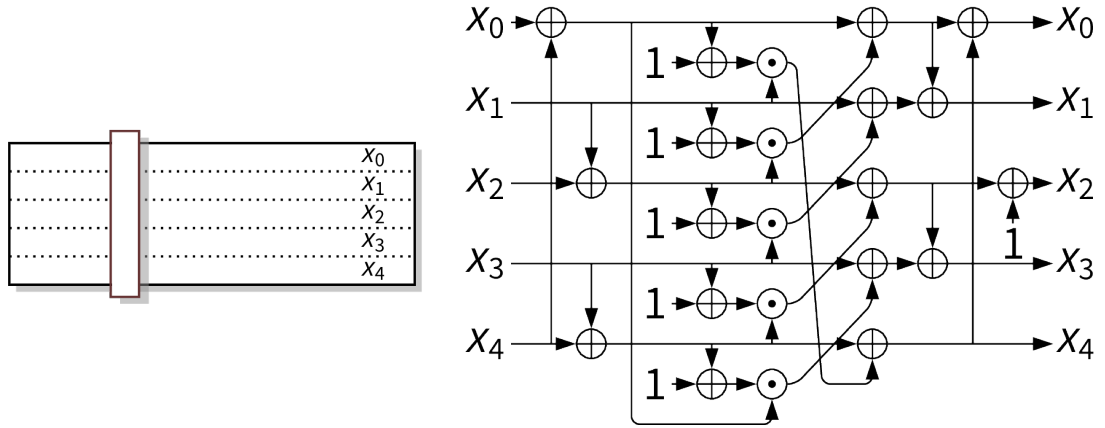 x₀
x₁
x₂
x₃
x₄
x₀ x₀
1
x₁ x₁
1
x₂ x₂
1
1
x₃ x₃
1
x₄ x₄
1